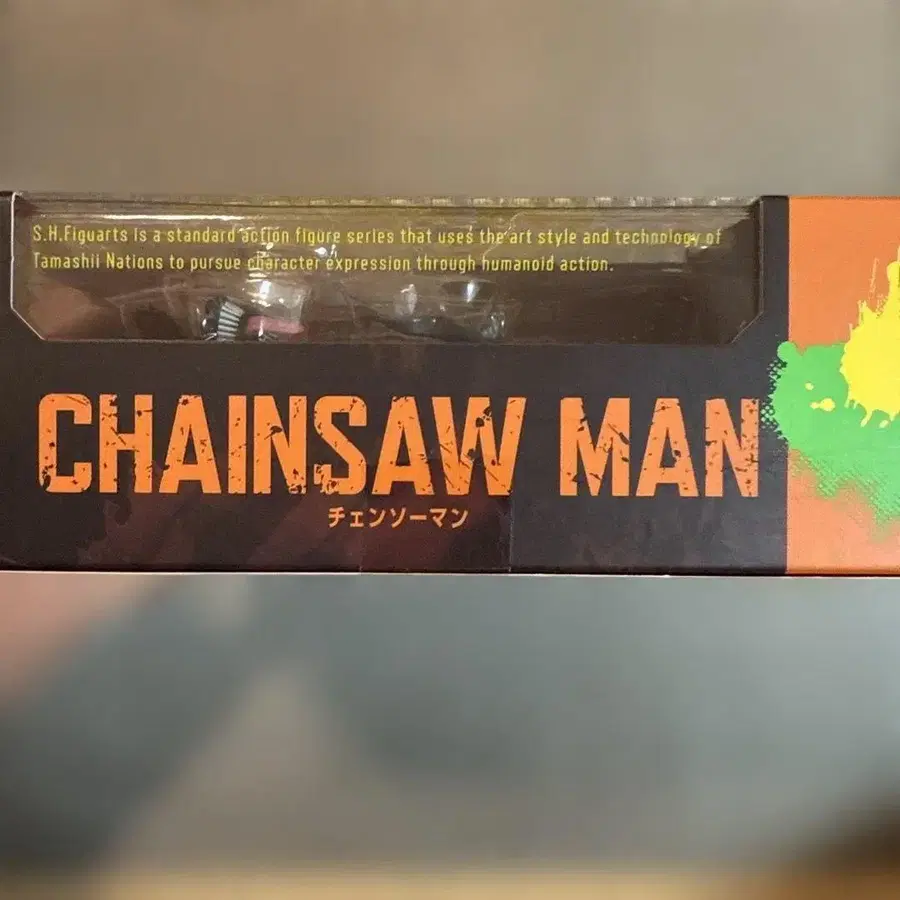 S.H.Figuarts is a standard action figure series that uses the art style and technology of
Tamashii Nations to pursue character expression through humanoid action.
CHAINSAW MAN
チェンソーマン